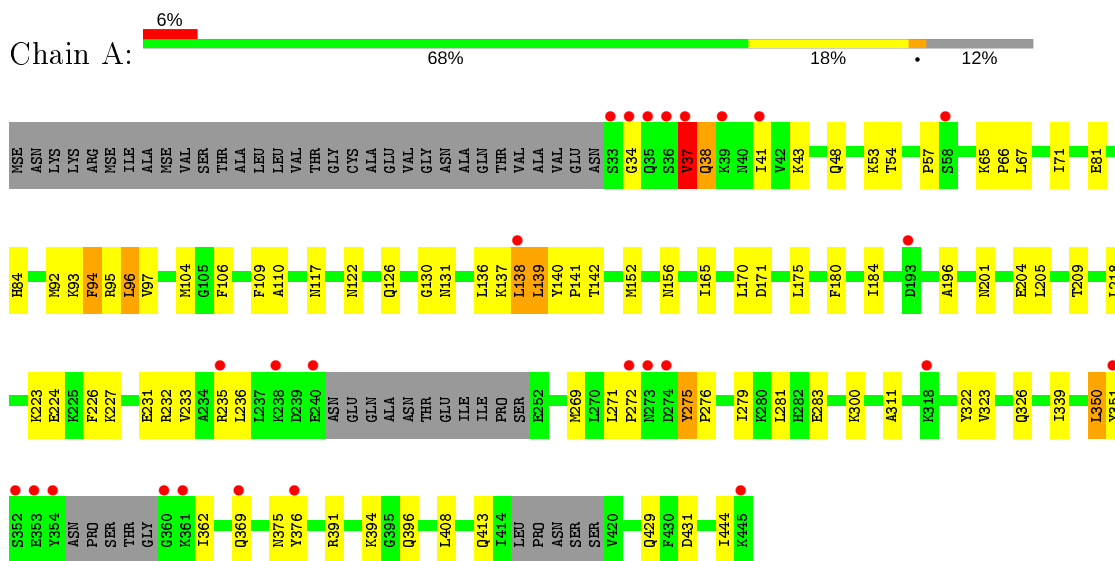 6%
Chain A:
68% 18% • 12%
MSE ASN LYS LYS ARG MSE ILE ALA MSE VAL SER THR ALA LEU LEU VAL THR GLY CYS ALA GLU VAL GLY ASN ALA GLN THR VAL ALA VAL GLU ASN S33 G34 Q35 S36 V37 Q38 K39 N40 I41 V42 K43 Q48 K53 T54 P57 S58 K65 P66 L67 I71 E81
H84 M92 K93 F94 R95 L96 V97 M104 G105 F106 F109 A110 N117 N122 Q126 G130 N131 L136 K137 L138 L139 Y140 P141 T142 M152 N156 I165 L170 D171 L175 F180 I184 D193 A196 N201 E204 L205 T209 L218
K223 E224 K225 F226 K227 E231 R232 V233 A234 R235 L236 L237 K238 D239 E240 ASN GLU GLN ALA ASN THR GLU ILE ILE PRO SER E252 M269 L270 L271 P272 N273 D274 Y275 P276 I279 K280 L281 H282 E283 K300 A311 K318 Y322 V323 Q326 I339 L350 V351
S352 E353 Y354 ASN PRO SER THR GLY G360 K361 I362 Q369 N375 Y376 R391 K394 G395 Q396 L408 Q413 I414 LEU PRO ASN SER SER V420 Q429 F430 D431 I444 K445